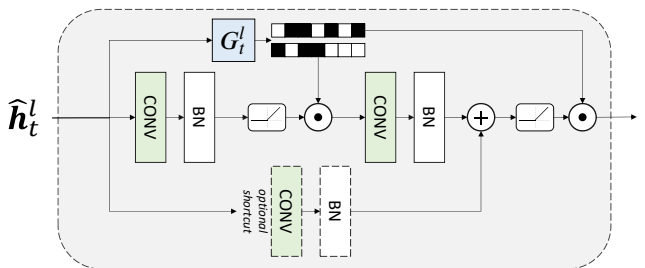 G_t^l
ĥ_t^l
CONV
BN
CONV
BN
optional
shortcut
CONV
BN